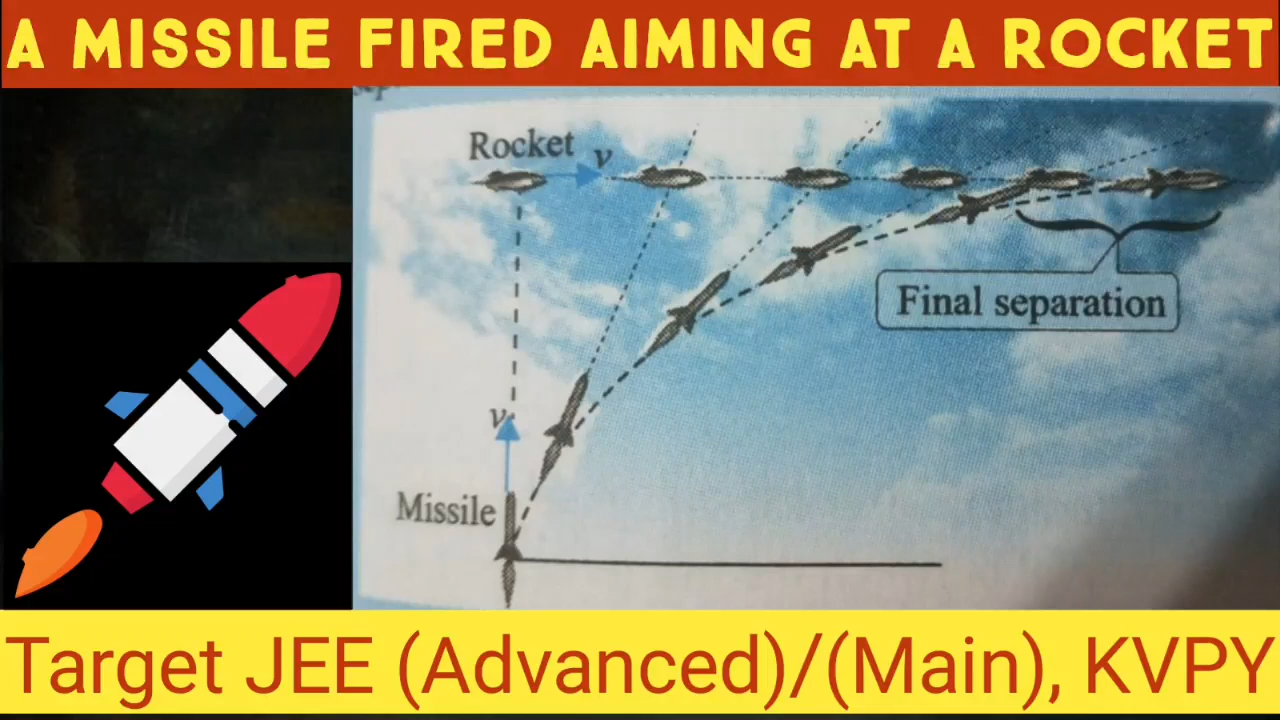 A MISSILE FIRED AIMING AT A ROCKET
Rocket v
v
Missile
Final separation
Target JEE (Advanced)/(Main), KVPY